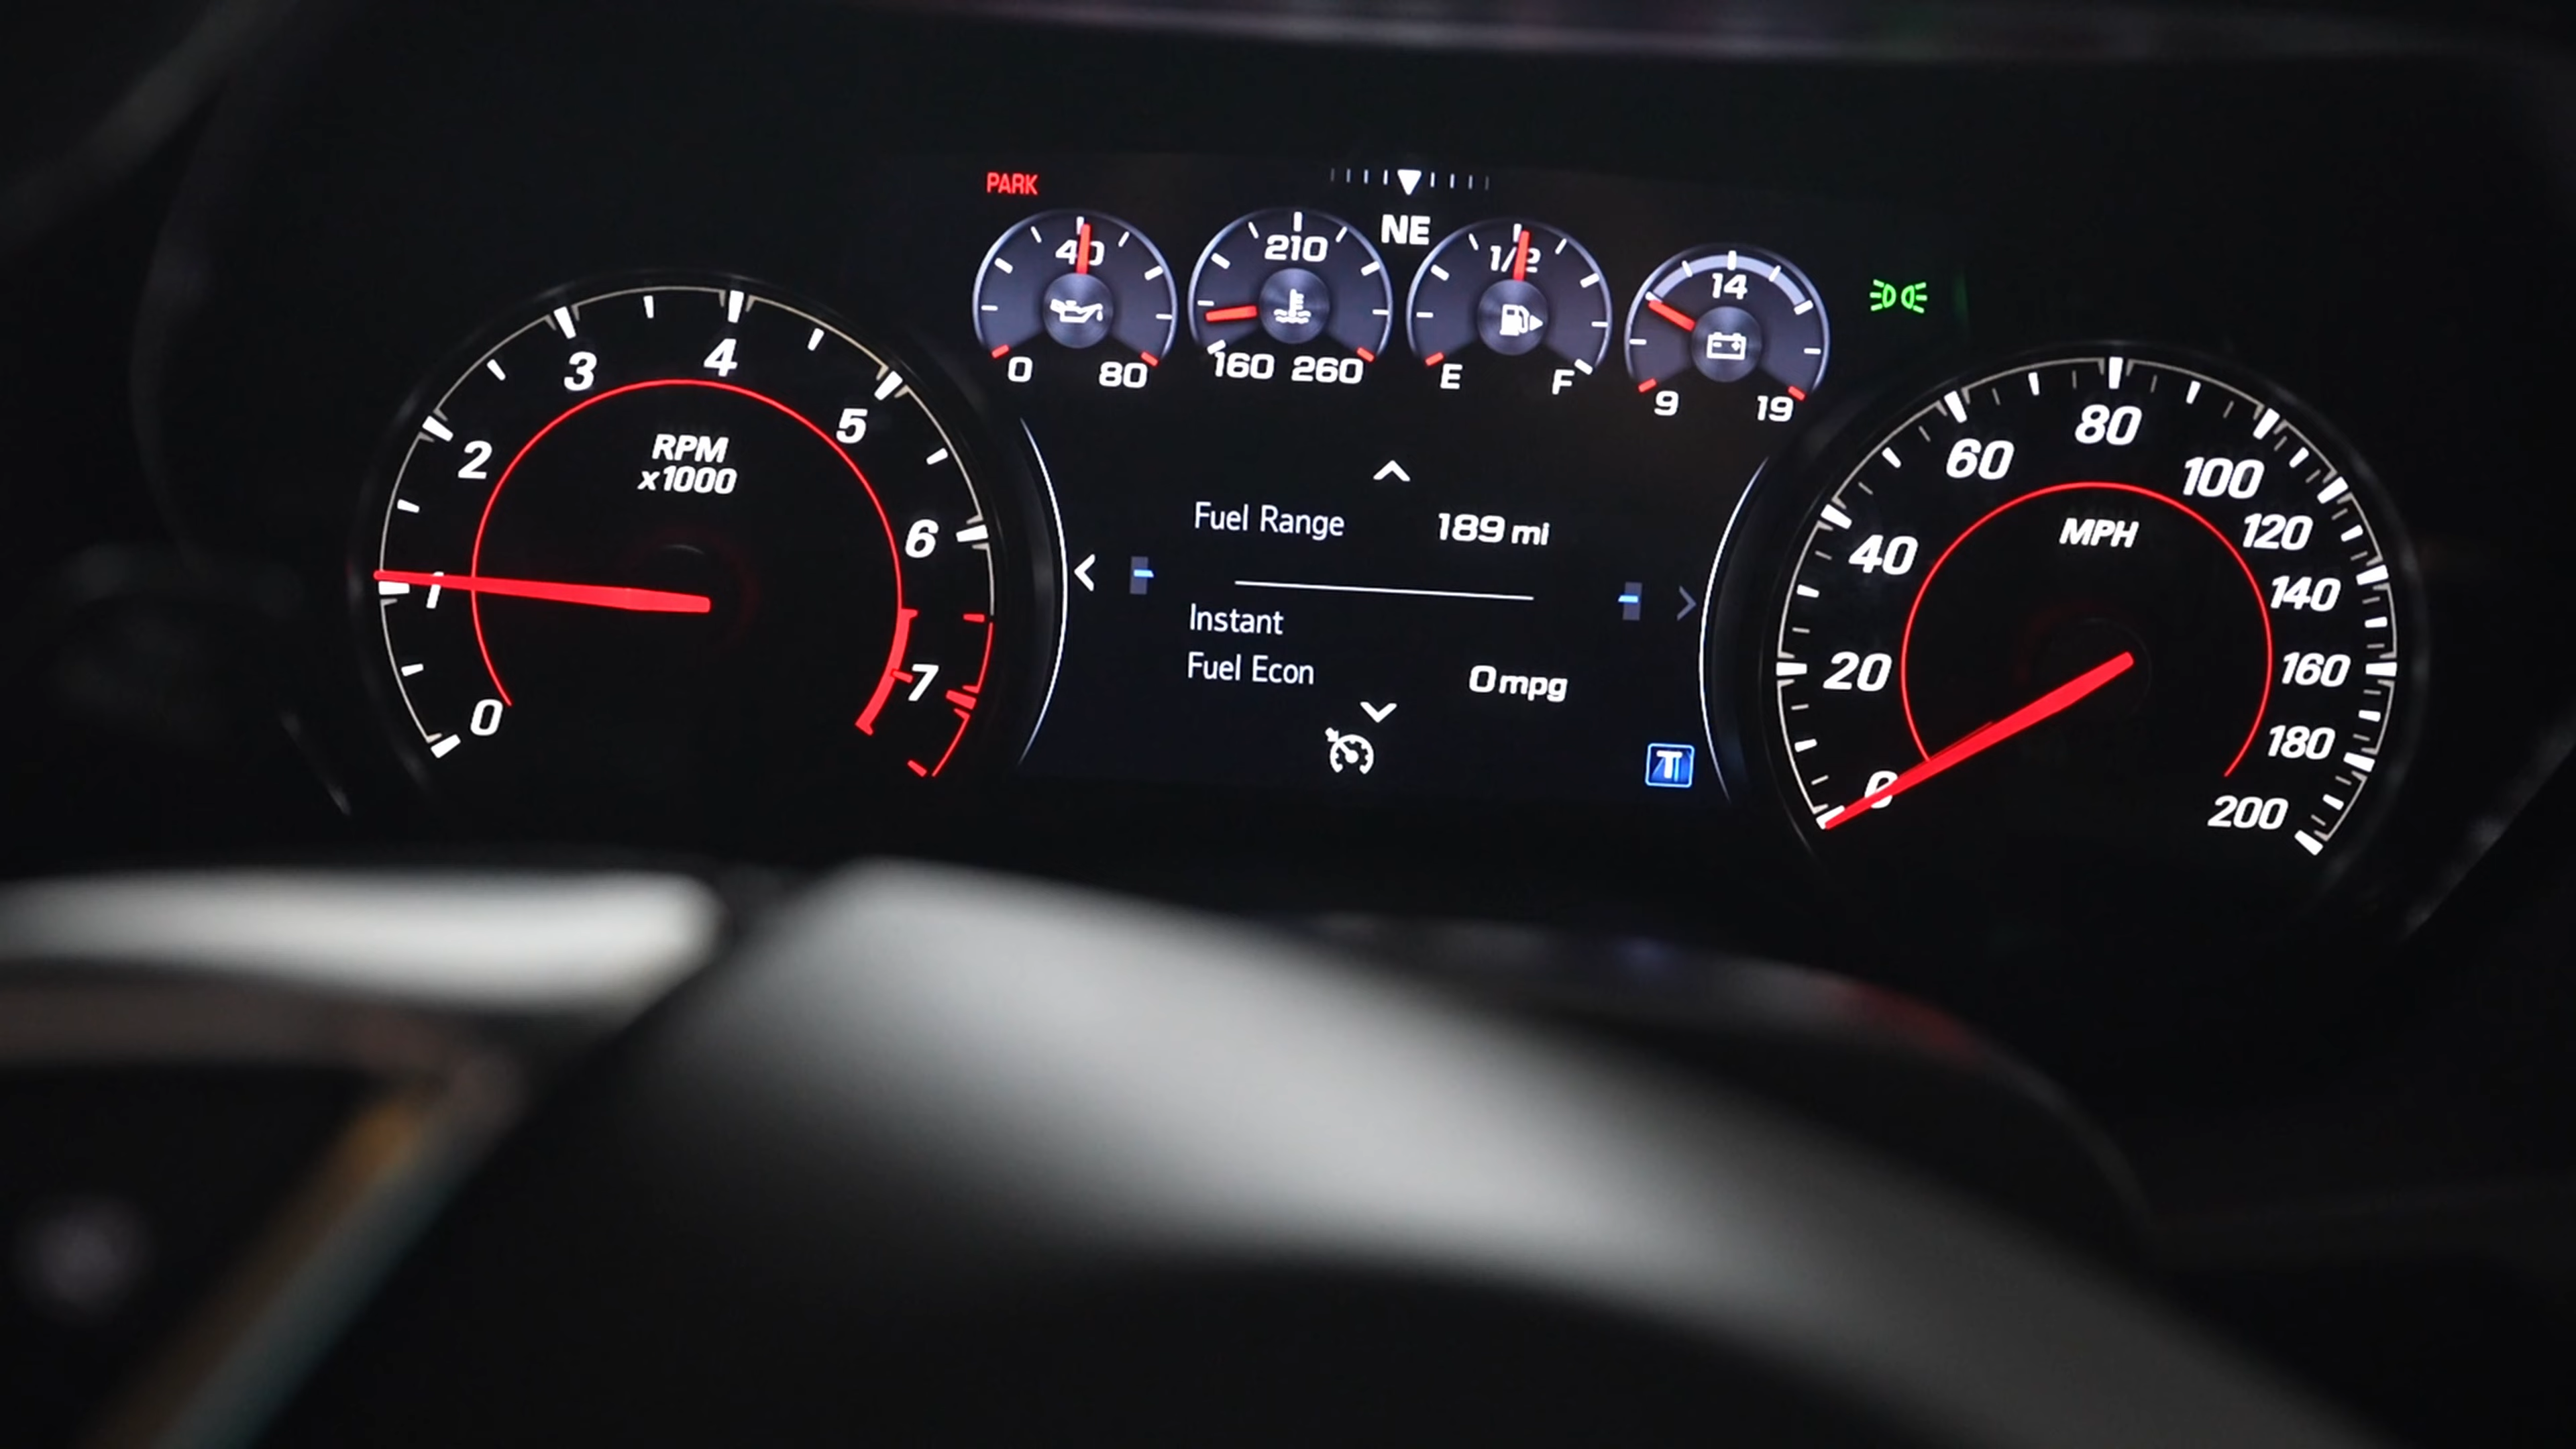 PARK
NE
40
0 80
210
160 260
1/2
E F
14
9 19
RPM
x1000
0
1
2
3
4
5
6
7
Fuel Range 189 mi
Instant
Fuel Econ 0 mpg
T
MPH
0
20
40
60
80
100
120
140
160
180
200